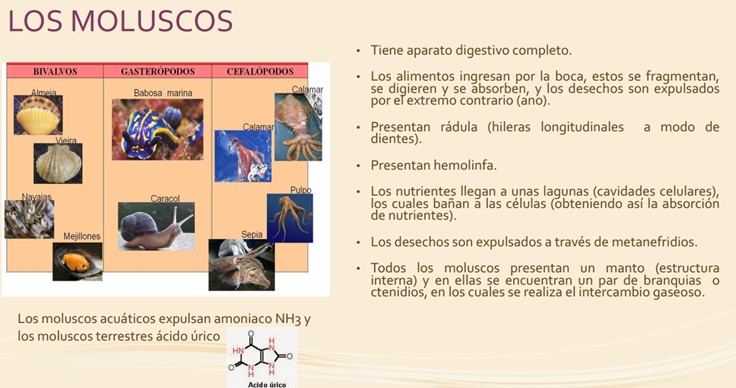 LOS MOLUSCOS
BIVALVOS GASTERÓPODOS CEFALÓPODOS
Almeja
Vieira
Navajas
Mejillones
Babosa marina
Caracol
Calamar
Calamar
Pulpo
Sepia
Los moluscos acuáticos expulsan amoniaco NH3 y
los moluscos terrestres ácido úrico
O
H
N
HN
O
O
N
H
N
H
Acido úrico
• Tiene aparato digestivo completo.
• Los alimentos ingresan por la boca, estos se fragmentan,
se digieren y se absorben, y los desechos son expulsados
por el extremo contrario (ano).
• Presentan rádula (hileras longitudinales a modo de
dientes).
• Presentan hemolinfa.
• Los nutrientes llegan a unas lagunas (cavidades celulares),
los cuales bañan a las células (obteniendo así la absorción
de nutrientes).
• Los desechos son expulsados a través de metanefridios.
• Todos los moluscos presentan un manto (estructura
interna) y en ellas se encuentran un par de branquias o
ctenidios, en los cuales se realiza el intercambio gaseoso.